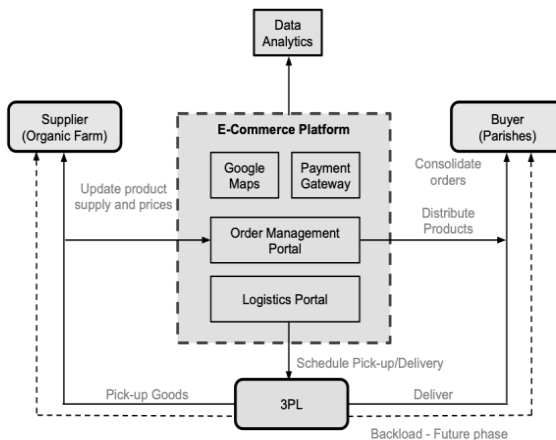 Data
Analytics
Supplier
(Organic Farm)
E-Commerce Platform
Buyer
(Parishes)
Google
Maps
Payment
Gateway
Consolidate
orders
Update product
supply and prices
Distribute
Products
Order Management
Portal
Logistics Portal
Schedule Pick-up/Delivery
Pick-up Goods
3PL
Deliver
Backload - Future phase